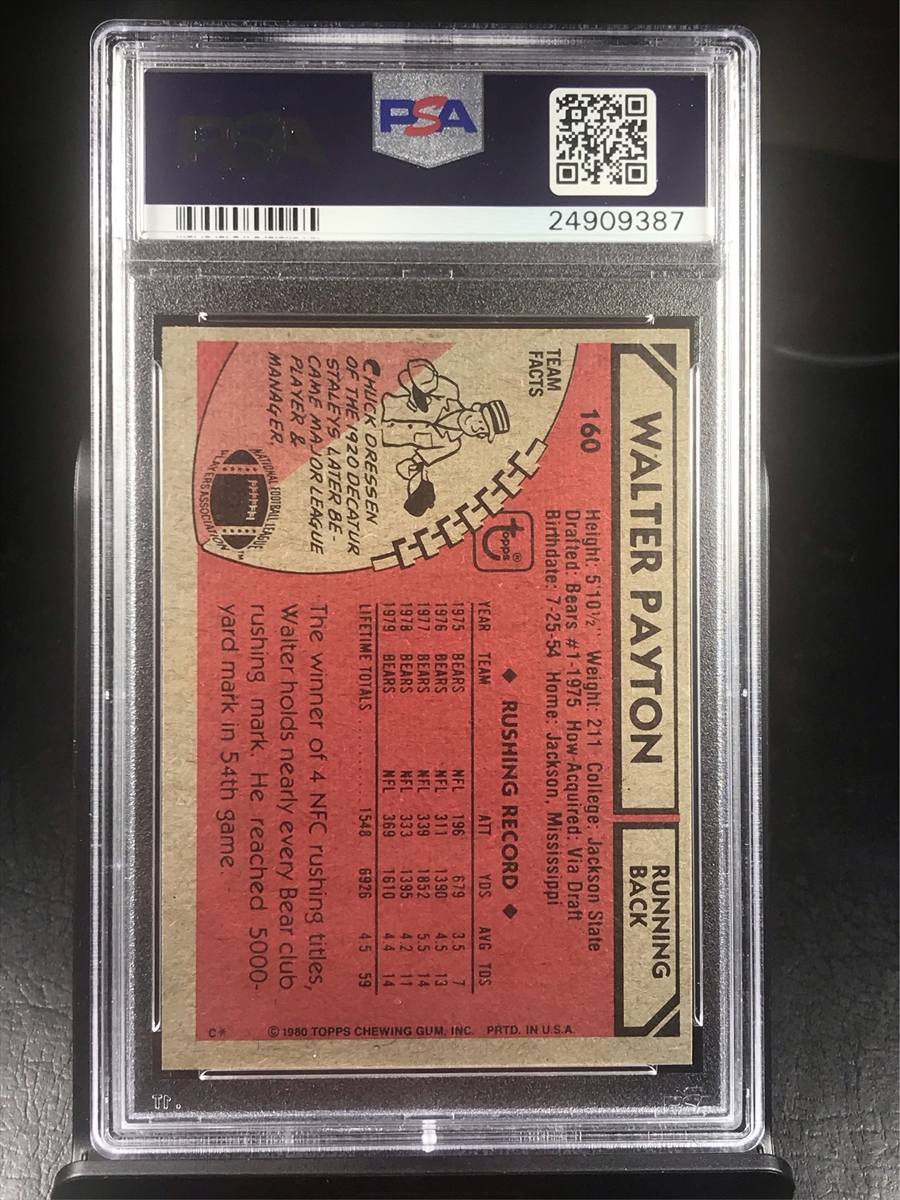 PSA
24909387
WALTER PAYTON
RUNNING
BACK
160
Height: 5'10½" Weight: 211 College: Jackson State
Drafted: Bears #1-1975 How Acquired: Via Draft
Birthdate: 7-25-54 Home: Jackson, Mississippi
TEAM
FACTS
topps®
CHUCK DRESSEN
OF THE 1920 DECATUR
STALEYS LATER BE-
CAME MAJOR LEAGUE
PLAYER &
MANAGER.
NATIONAL FOOTBALL LEAGUE
PLAYERS ASSOCIATION™
◆ RUSHING RECORD ◆
YEAR TEAM ATT YDS AVG TDS
1975 BEARS NFL 196 679 3.5 7
1976 BEARS NFL 311 1390 4.5 13
1977 BEARS NFL 339 1852 5.5 14
1978 BEARS NFL 333 1395 4.2 11
1979 BEARS NFL 369 1610 4.4 14
LIFETIME TOTALS . . . . . . . 1548 6926 4.5 59
The winner of 4 NFC rushing titles,
Walter holds nearly every Bear club
rushing mark. He reached 5000-
yard mark in 54th game.
© 1980 TOPPS CHEWING GUM, INC. PRTD. IN U.S.A.
C*